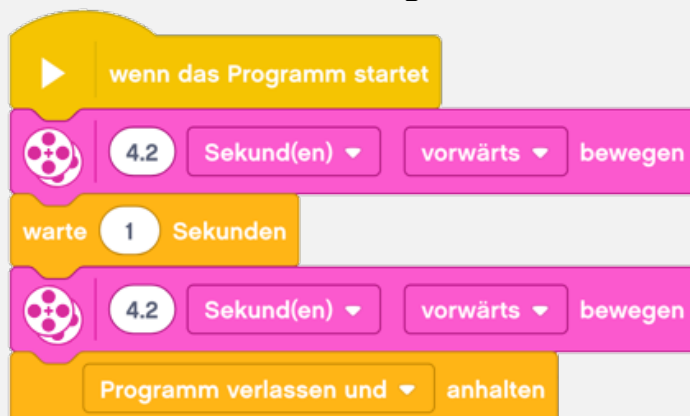 wenn das Programm startet
4.2 Sekund(en) vorwärts bewegen
warte 1 Sekunden
4.2 Sekund(en) vorwärts bewegen
Programm verlassen und anhalten